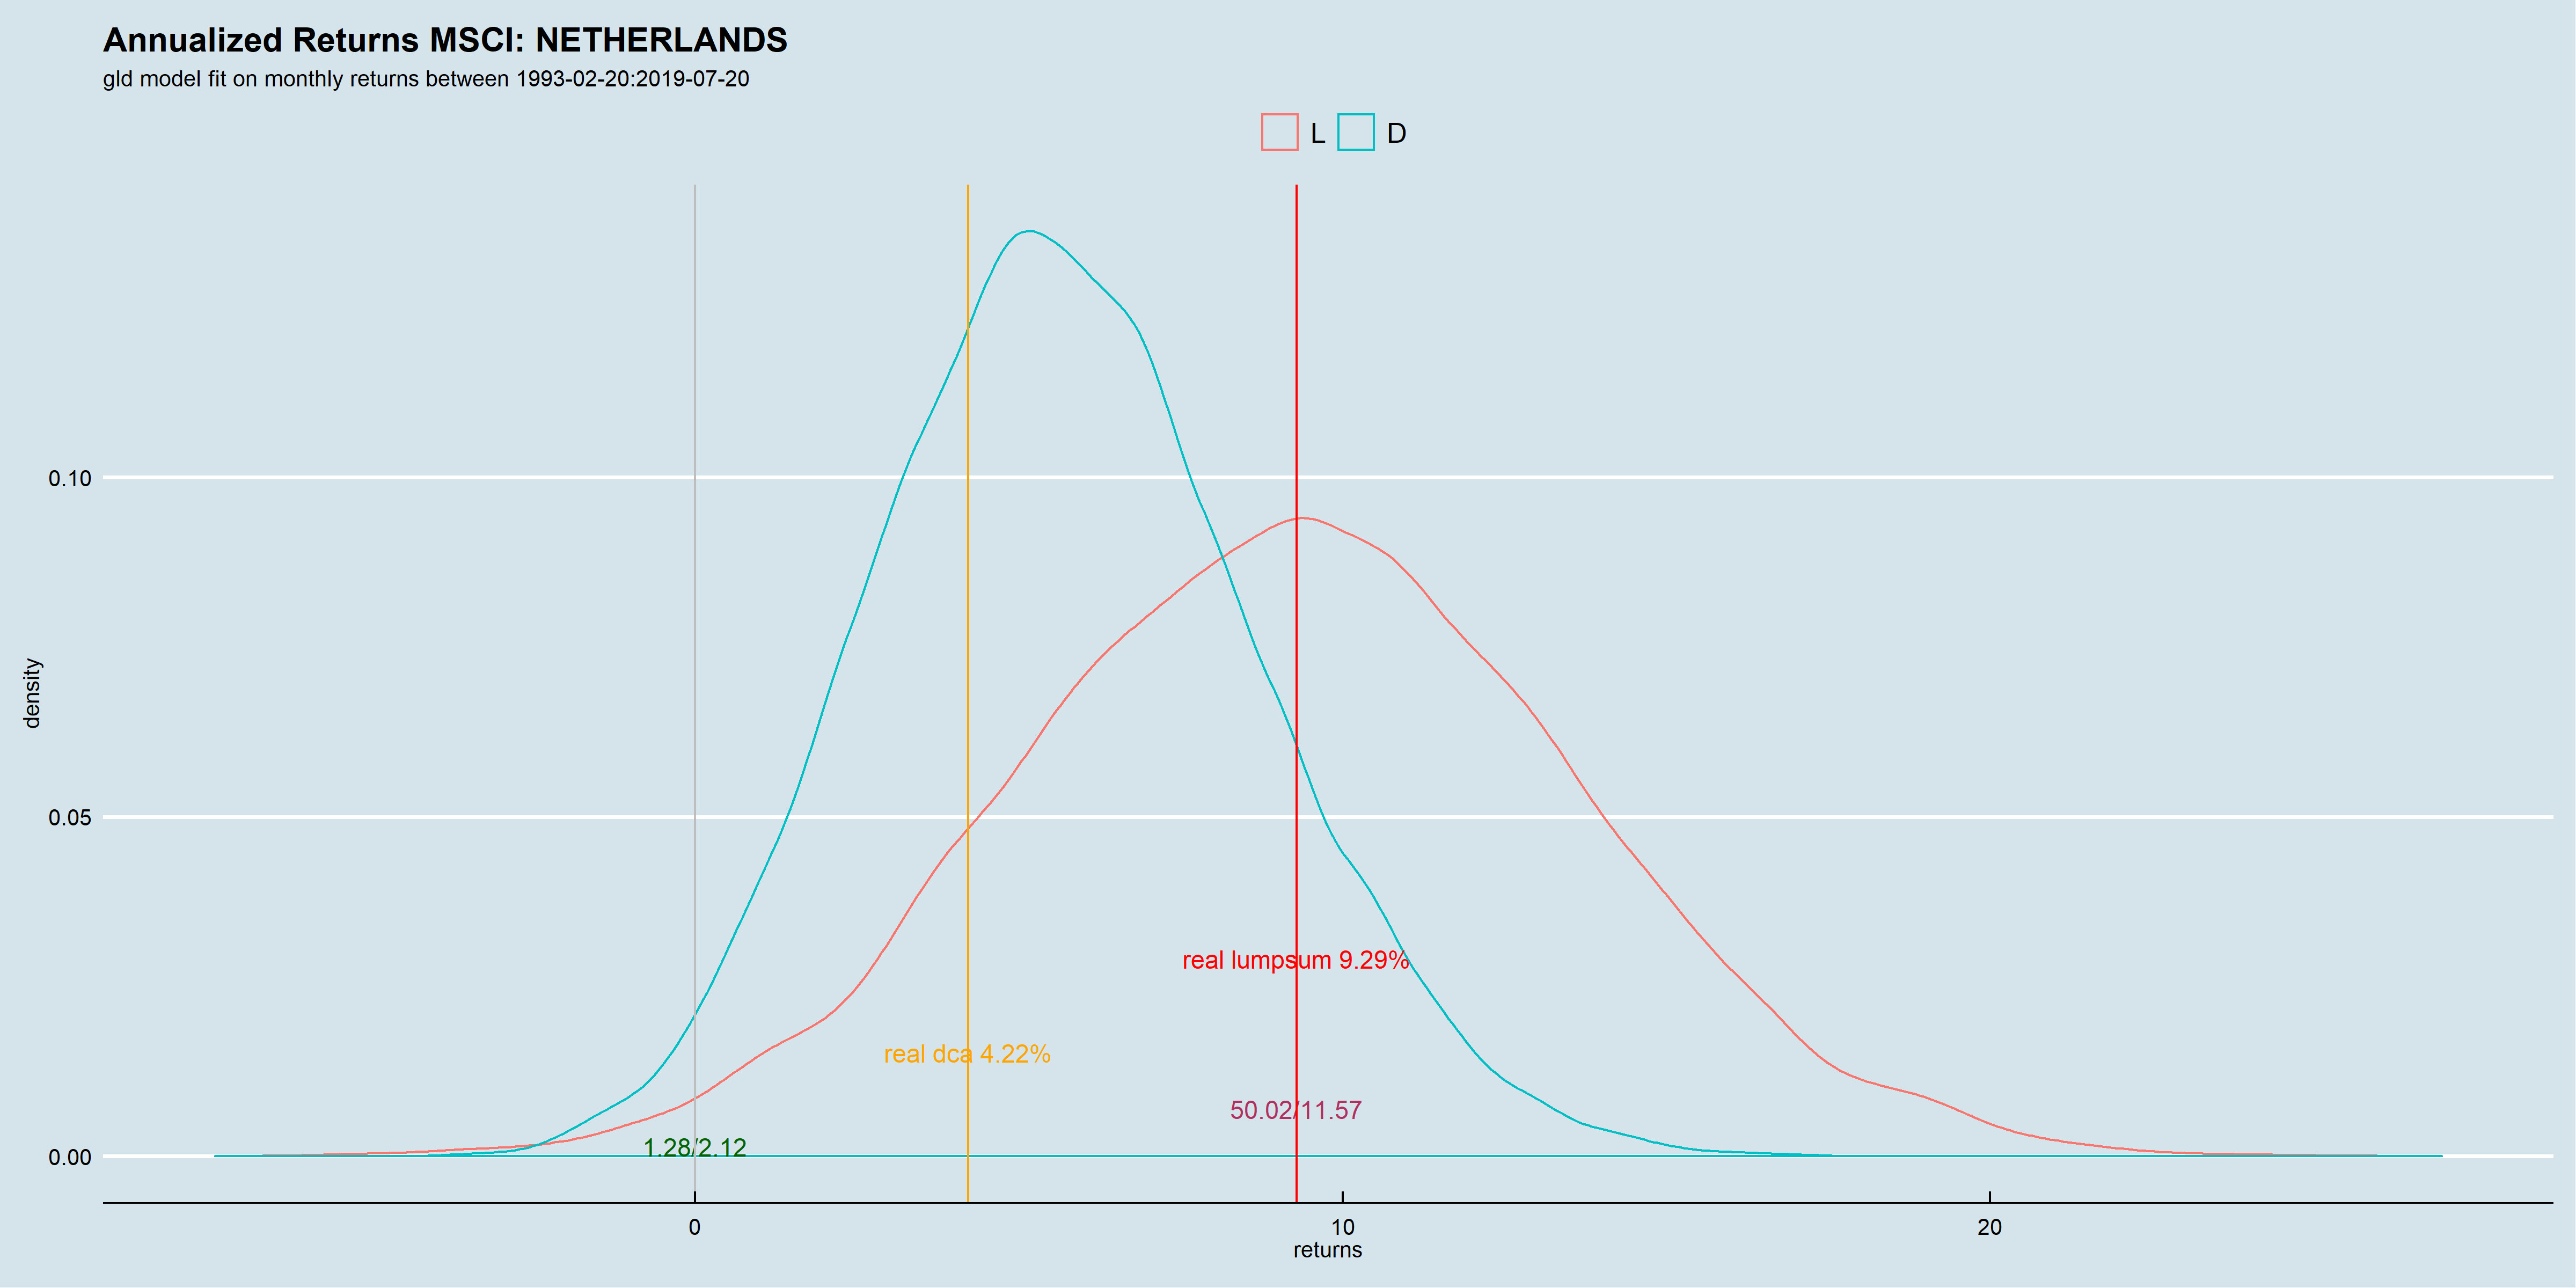 Annualized Returns MSCI: NETHERLANDS
gld model fit on monthly returns between 1993-02-20:2019-07-20
L D
0.10
0.05
0.00
density
real lumpsum 9.29%
real dca 4.22%
50.02/11.57
1.28/2.12
0 10 20
returns